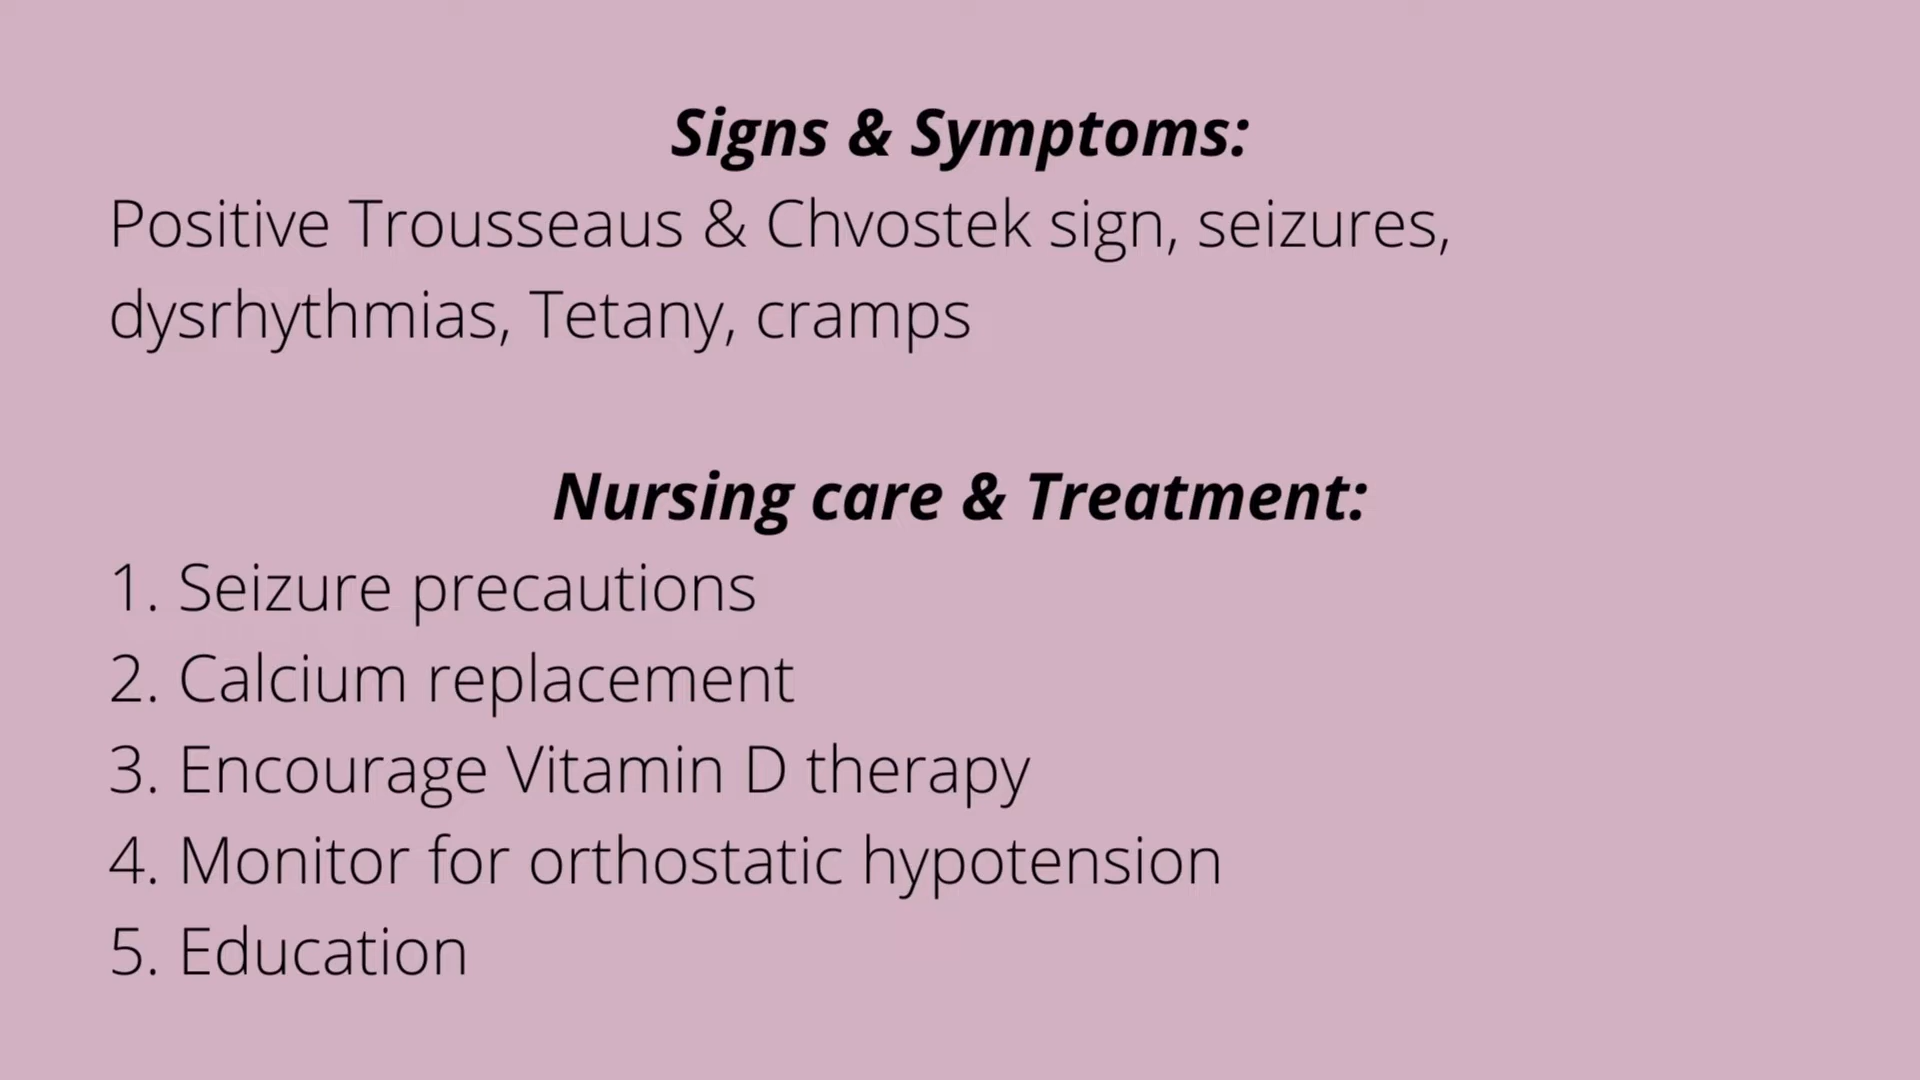 Signs & Symptoms:
Positive Trousseaus & Chvostek sign, seizures,
dysrhythmias, Tetany, cramps
Nursing care & Treatment:
1. Seizure precautions
2. Calcium replacement
3. Encourage Vitamin D therapy
4. Monitor for orthostatic hypotension
5. Education